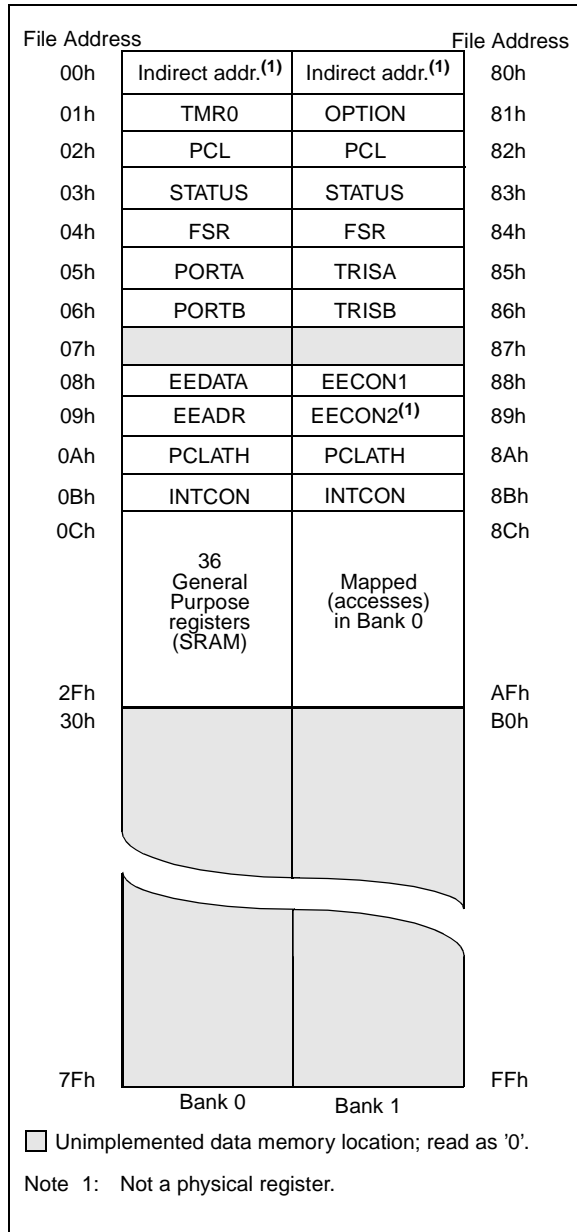 File Address File Address
00h Indirect addr.(1) Indirect addr.(1) 80h
01h TMR0 OPTION 81h
02h PCL PCL 82h
03h STATUS STATUS 83h
04h FSR FSR 84h
05h PORTA TRISA 85h
06h PORTB TRISB 86h
07h 87h
08h EEDATA EECON1 88h
09h EEADR EECON2(1) 89h
0Ah PCLATH PCLATH 8Ah
0Bh INTCON INTCON 8Bh
0Ch 8Ch
36
General
Purpose
registers
(SRAM)
Mapped
(accesses)
in Bank 0
2Fh AFh
30h B0h
7Fh FFh
Bank 0 Bank 1
Unimplemented data memory location; read as '0'.
Note 1: Not a physical register.